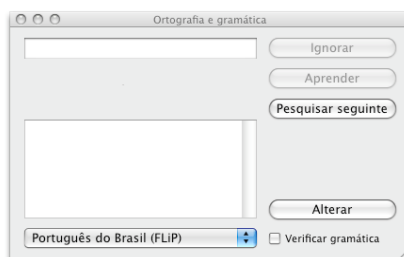 Ortografia e gramática
Ignorar
Aprender
Pesquisar seguinte
Alterar
Português do Brasil (FLiP)
Verificar gramática